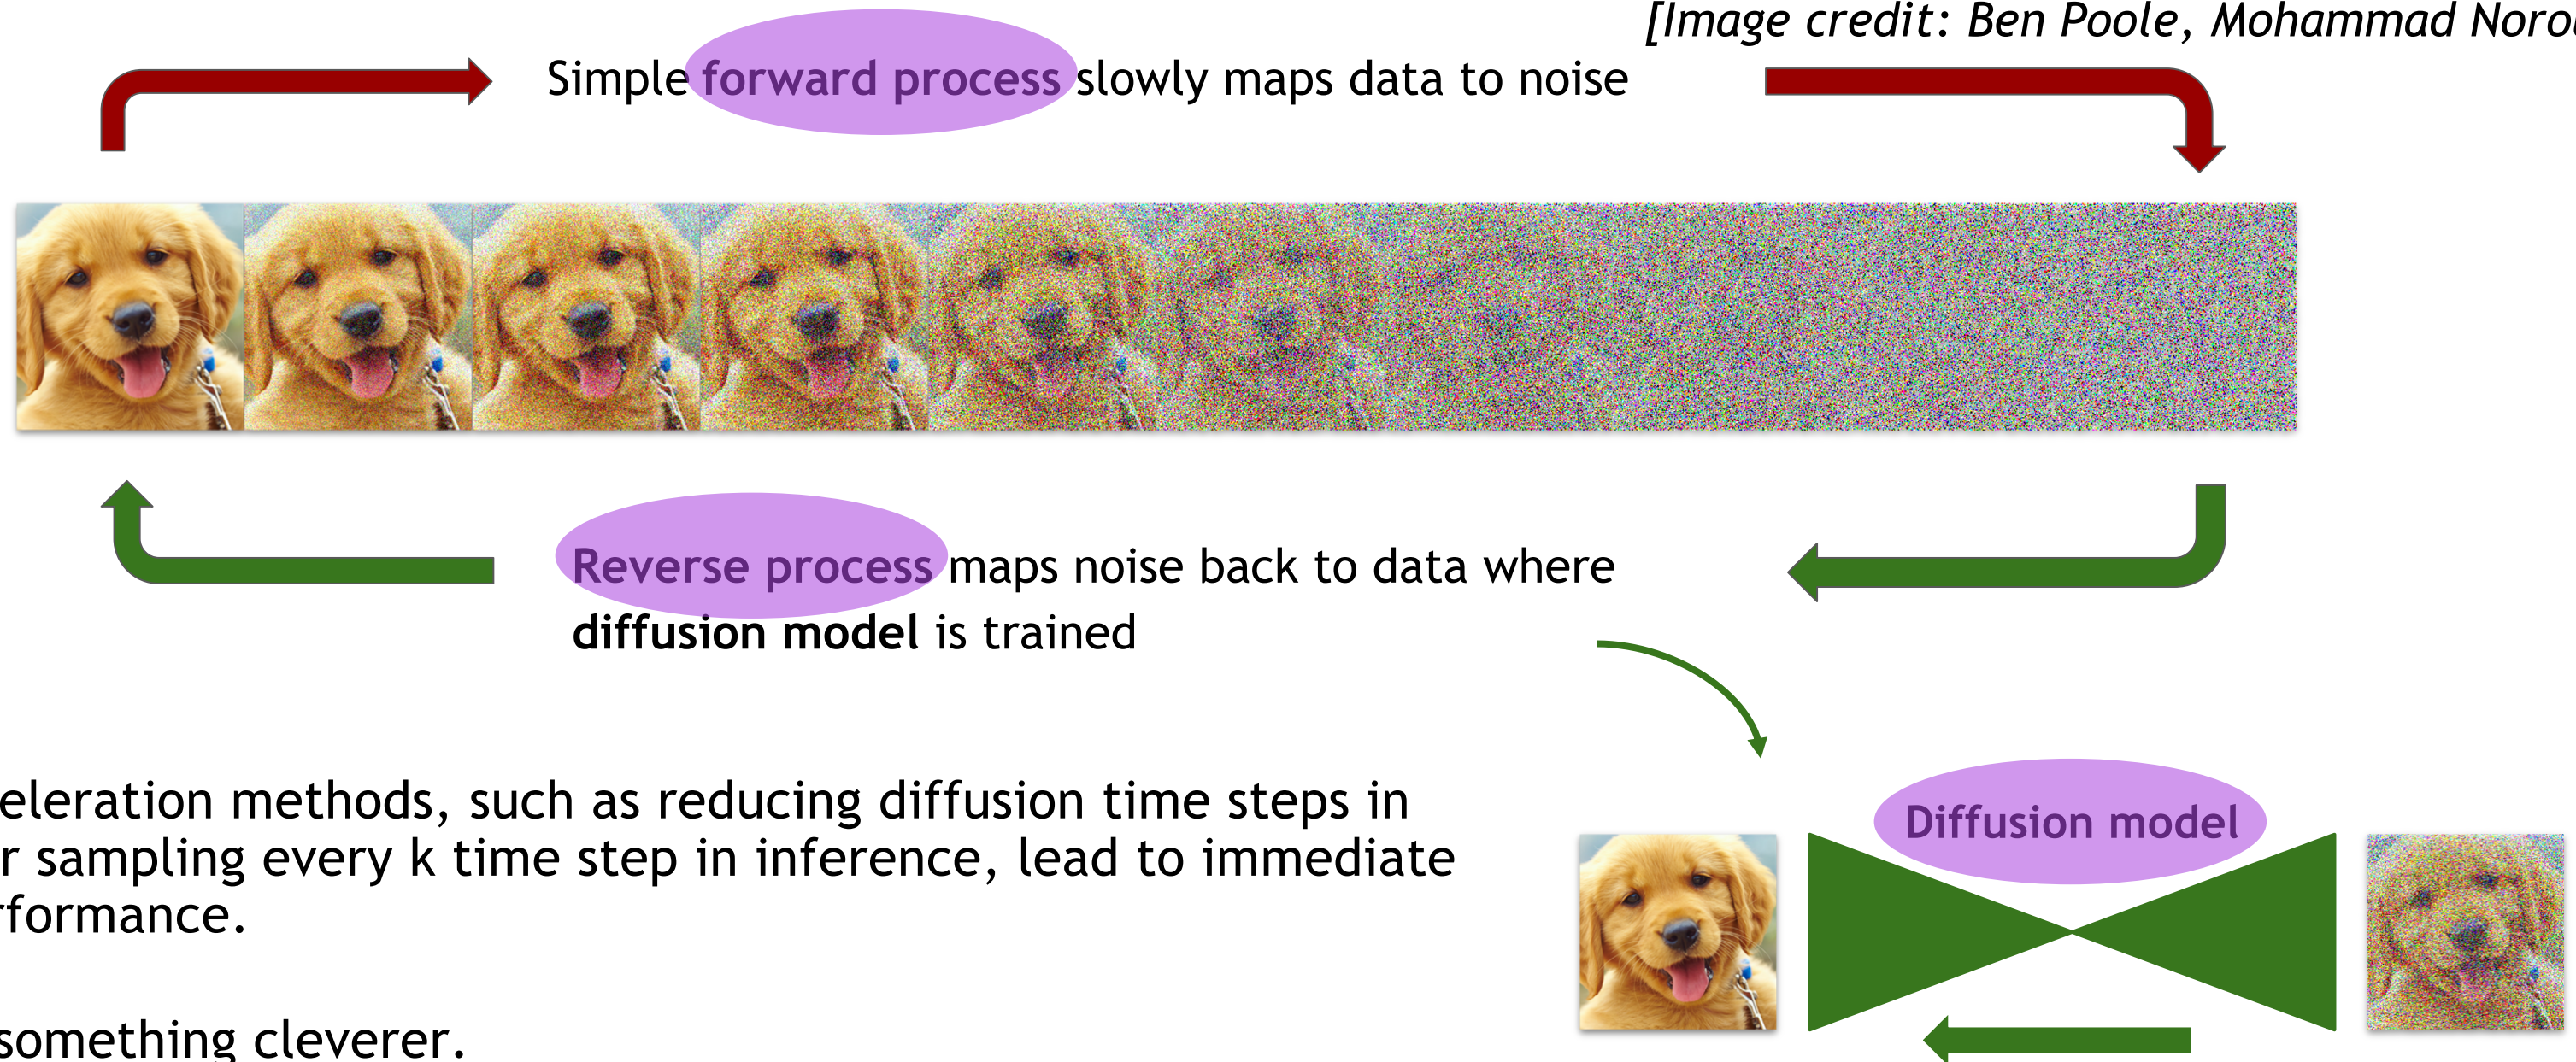 [Image credit: Ben Poole, Mohammad
Simple forward process slowly maps data to noise
Reverse process maps noise back to data where
diffusion model is trained
eleration methods, such as reducing diffusion time steps in
r sampling every k time step in inference, lead to immediate
rformance.
something cleverer.
Diffusion model